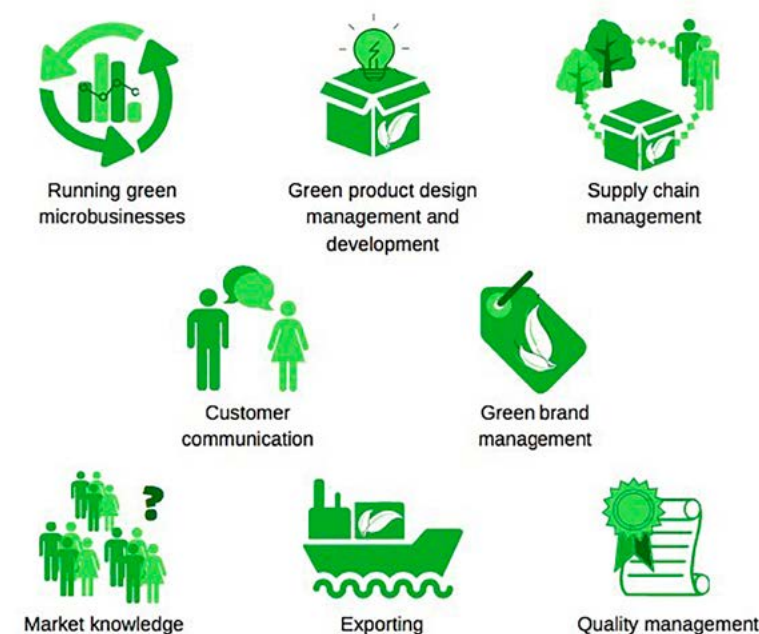 Running green
microbusinesses
Green product design
management and
development
Supply chain
management
Customer
communication
Green brand
management
?
Market knowledge
Exporting
Quality management